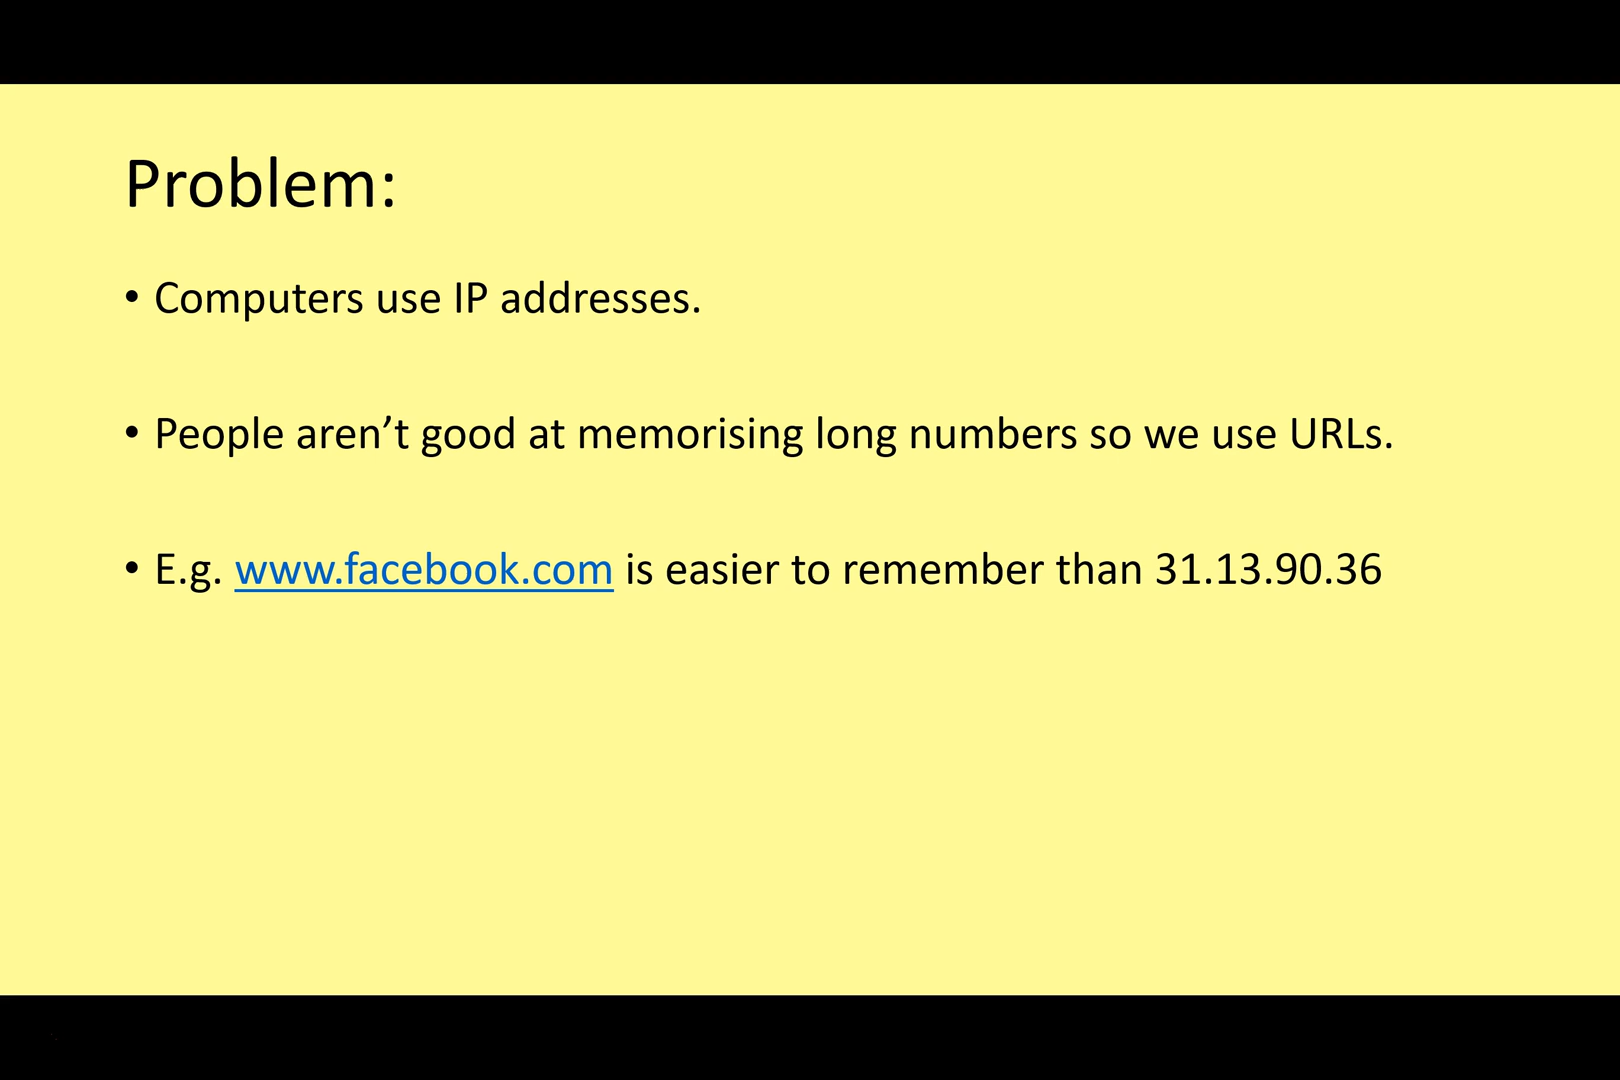 Problem:
• Computers use IP addresses.
• People aren’t good at memorising long numbers so we use URLs.
• E.g. www.facebook.com is easier to remember than 31.13.90.36